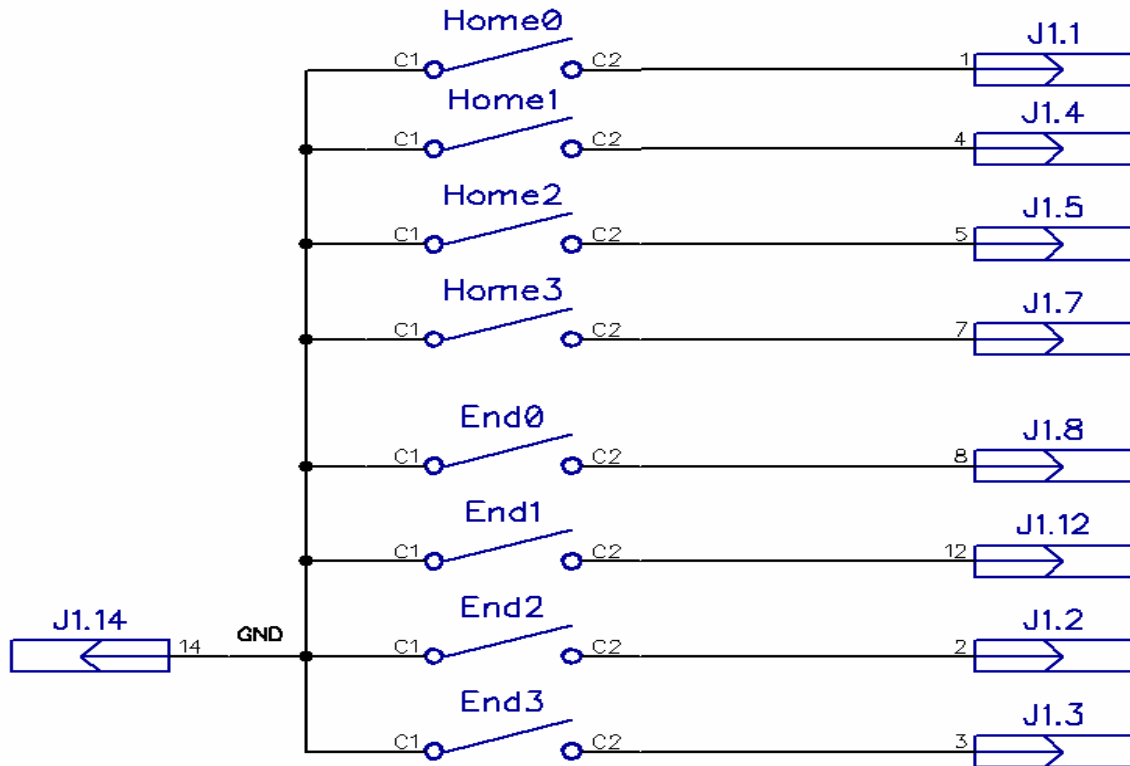 Home0 J1.1
C1 C2 1
Home1 J1.4
C1 C2 4
Home2 J1.5
C1 C2 5
Home3 J1.7
C1 C2 7
End0 J1.8
C1 C2 8
End1 J1.12
C1 C2 12
J1.14 GND End2 J1.2
14 C1 C2 2
End3 J1.3
C1 C2 3